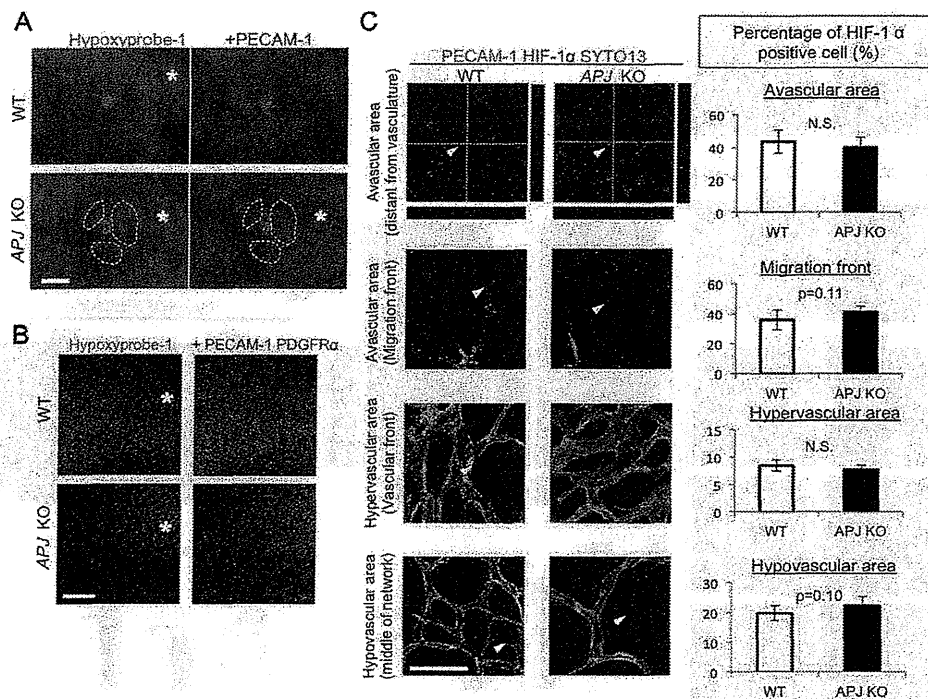 A
Hypoxyprobe-1 +PECAM-1
WT
*
APJ KO
* *
B
Hypoxyprobe-1 + PECAM-1 PDGFRα
WT
*
APJ KO
*
C
PECAM-1 HIF-1α SYTO13
WT APJ KO
Avascular area
(distant from vasculature)
Avascular area
(Migration front)
Hypervascular area
(Vascular front)
Hypovascular area
(middle of network)
Percentage of HIF-1 α
positive cell (%)
Avascular area
60
40
20
0
N.S.
WT APJ KO
Migration front
60
40
20
0
p=0.11
WT APJ KO
Hypervascular area
15
10
5
0
N.S.
WT APJ KO
Hypovascular area
30
20
10
0
p=0.10
WT APJ KO